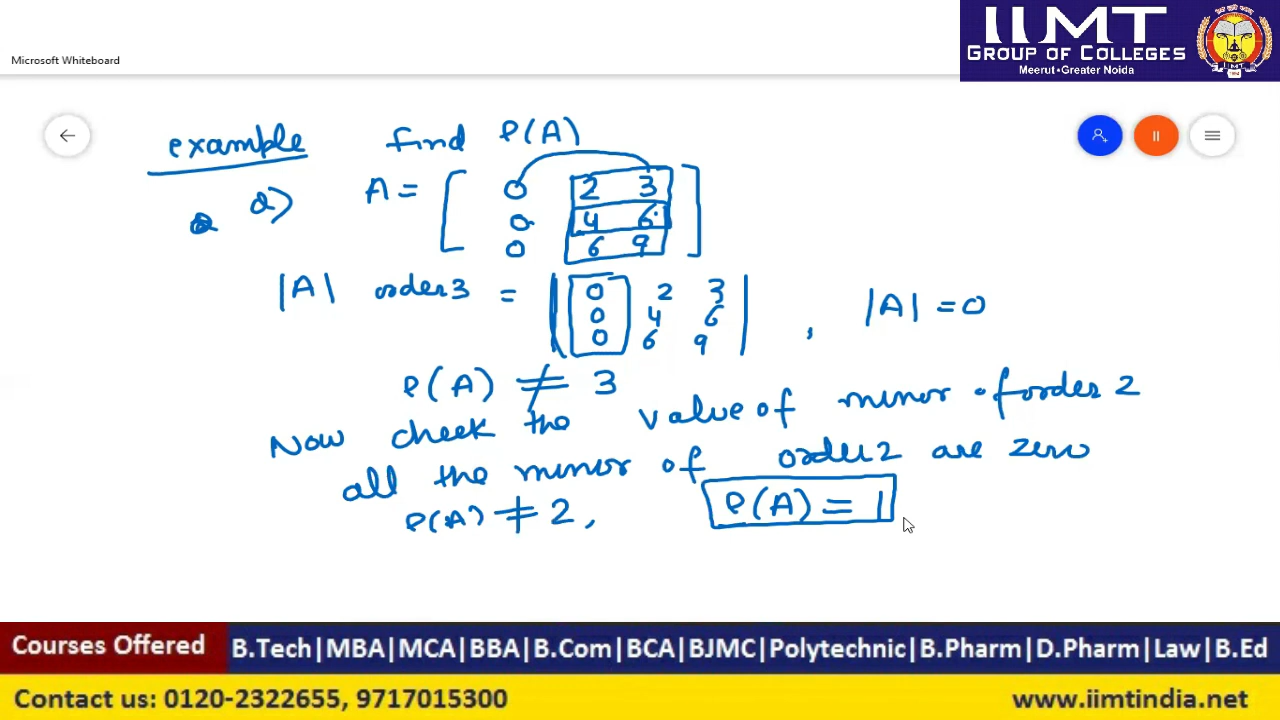 IIMT
GROUP OF COLLEGES
Meerut•Greater Noida
Microsoft Whiteboard
example find ρ(A)
2) A = [ 0 2 3
0 4 6
0 6 9 ]
|A| order 3 = | 0 2 3
0 4 6
0 6 9 | , |A| = 0
ρ(A) ≠ 3
Now check the value of minor of order 2
all the minor of order 2 are zero
ρ(A) ≠ 2, ρ(A) = 1
Courses Offered B.Tech|MBA|MCA|BBA|B.Com|BCA|BJMC|Polytechnic|B.Pharm|D.Pharm|Law|B.Ed
Contact us: 0120-2322655, 9717015300 www.iimtindia.net